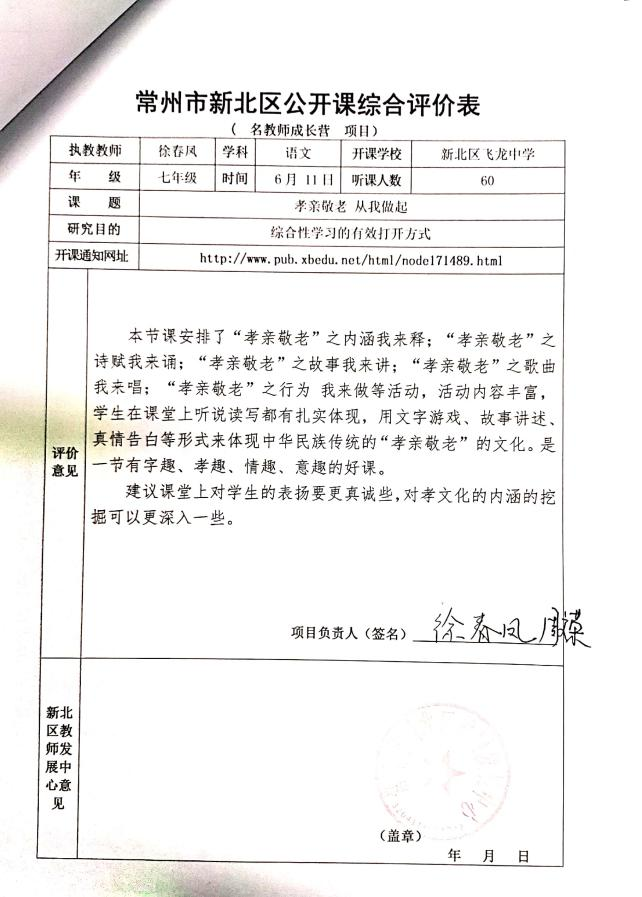 常州市新北区公开课综合评价表
( 名教师成长营 项目)
执教教师 徐春凤 学科 语文 开课学校 新北区飞龙中学
年 级 七年级 时间 6月11日 听课人数 60
课 题 孝亲敬老 从我做起
研究目的 综合性学习的有效打开方式
开课通知网址 http://www.pub.xbedu.net/html/node171489.html
本节课安排了“孝亲敬老”之内涵我来释;“孝亲敬老”之
诗赋我来诵;“孝亲敬老”之故事我来讲;“孝亲敬老”之歌曲
我来唱;“孝亲敬老”之行为 我来做等活动,活动内容丰富,
学生在课堂上听说读写都有扎实体现,用文字游戏、故事讲述、
真情告白等形式来体现中华民族传统的“孝亲敬老”的文化。是
一节有字趣、孝趣、情趣、意趣的好课。
评价
意见
建议课堂上对学生的表扬要更真诚些,对孝文化的内涵的挖
掘可以更深入一些。
项目负责人(签名) 徐春凤
新北
区教
师发
展中
心意
见
(盖章)
年 月 日